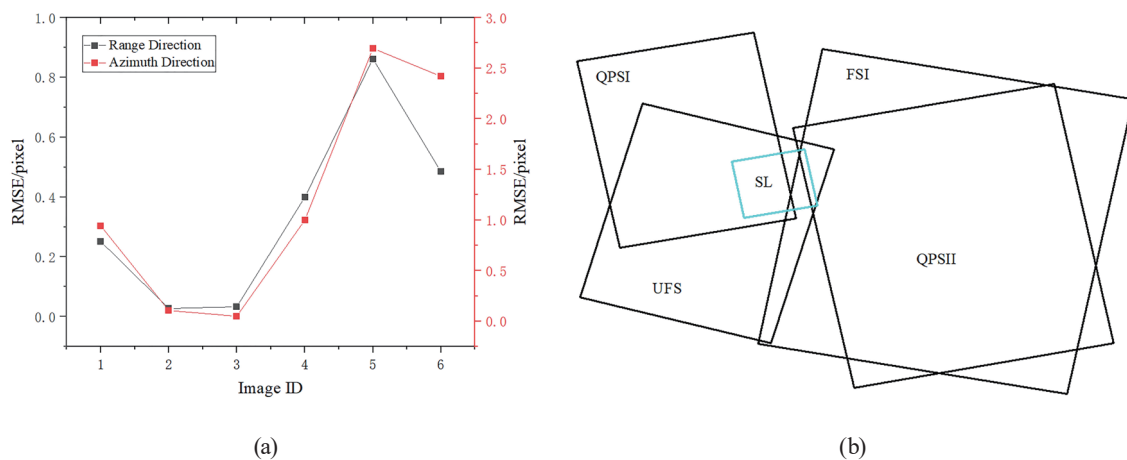 1.0
0.8
0.6
0.4
0.2
0.0
RMSE/pixel
Range Direction
Azimuth Direction
3.0
2.5
2.0
1.5
1.0
0.5
0.0
RMSE/pixel
1 2 3 4 5 6
Image ID
(a)
QPSI
FSI
SL
QPSII
UFS
(b)